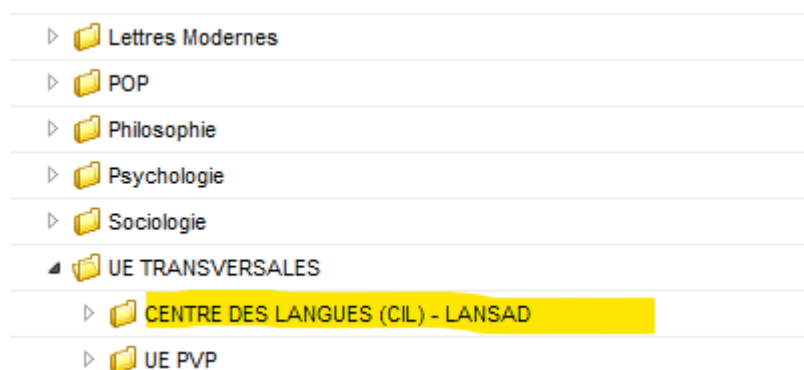 Lettres Modernes
POP
Philosophie
Psychologie
Sociologie
UE TRANSVERSALES
CENTRE DES LANGUES (CIL) - LANSAD
UE PVP